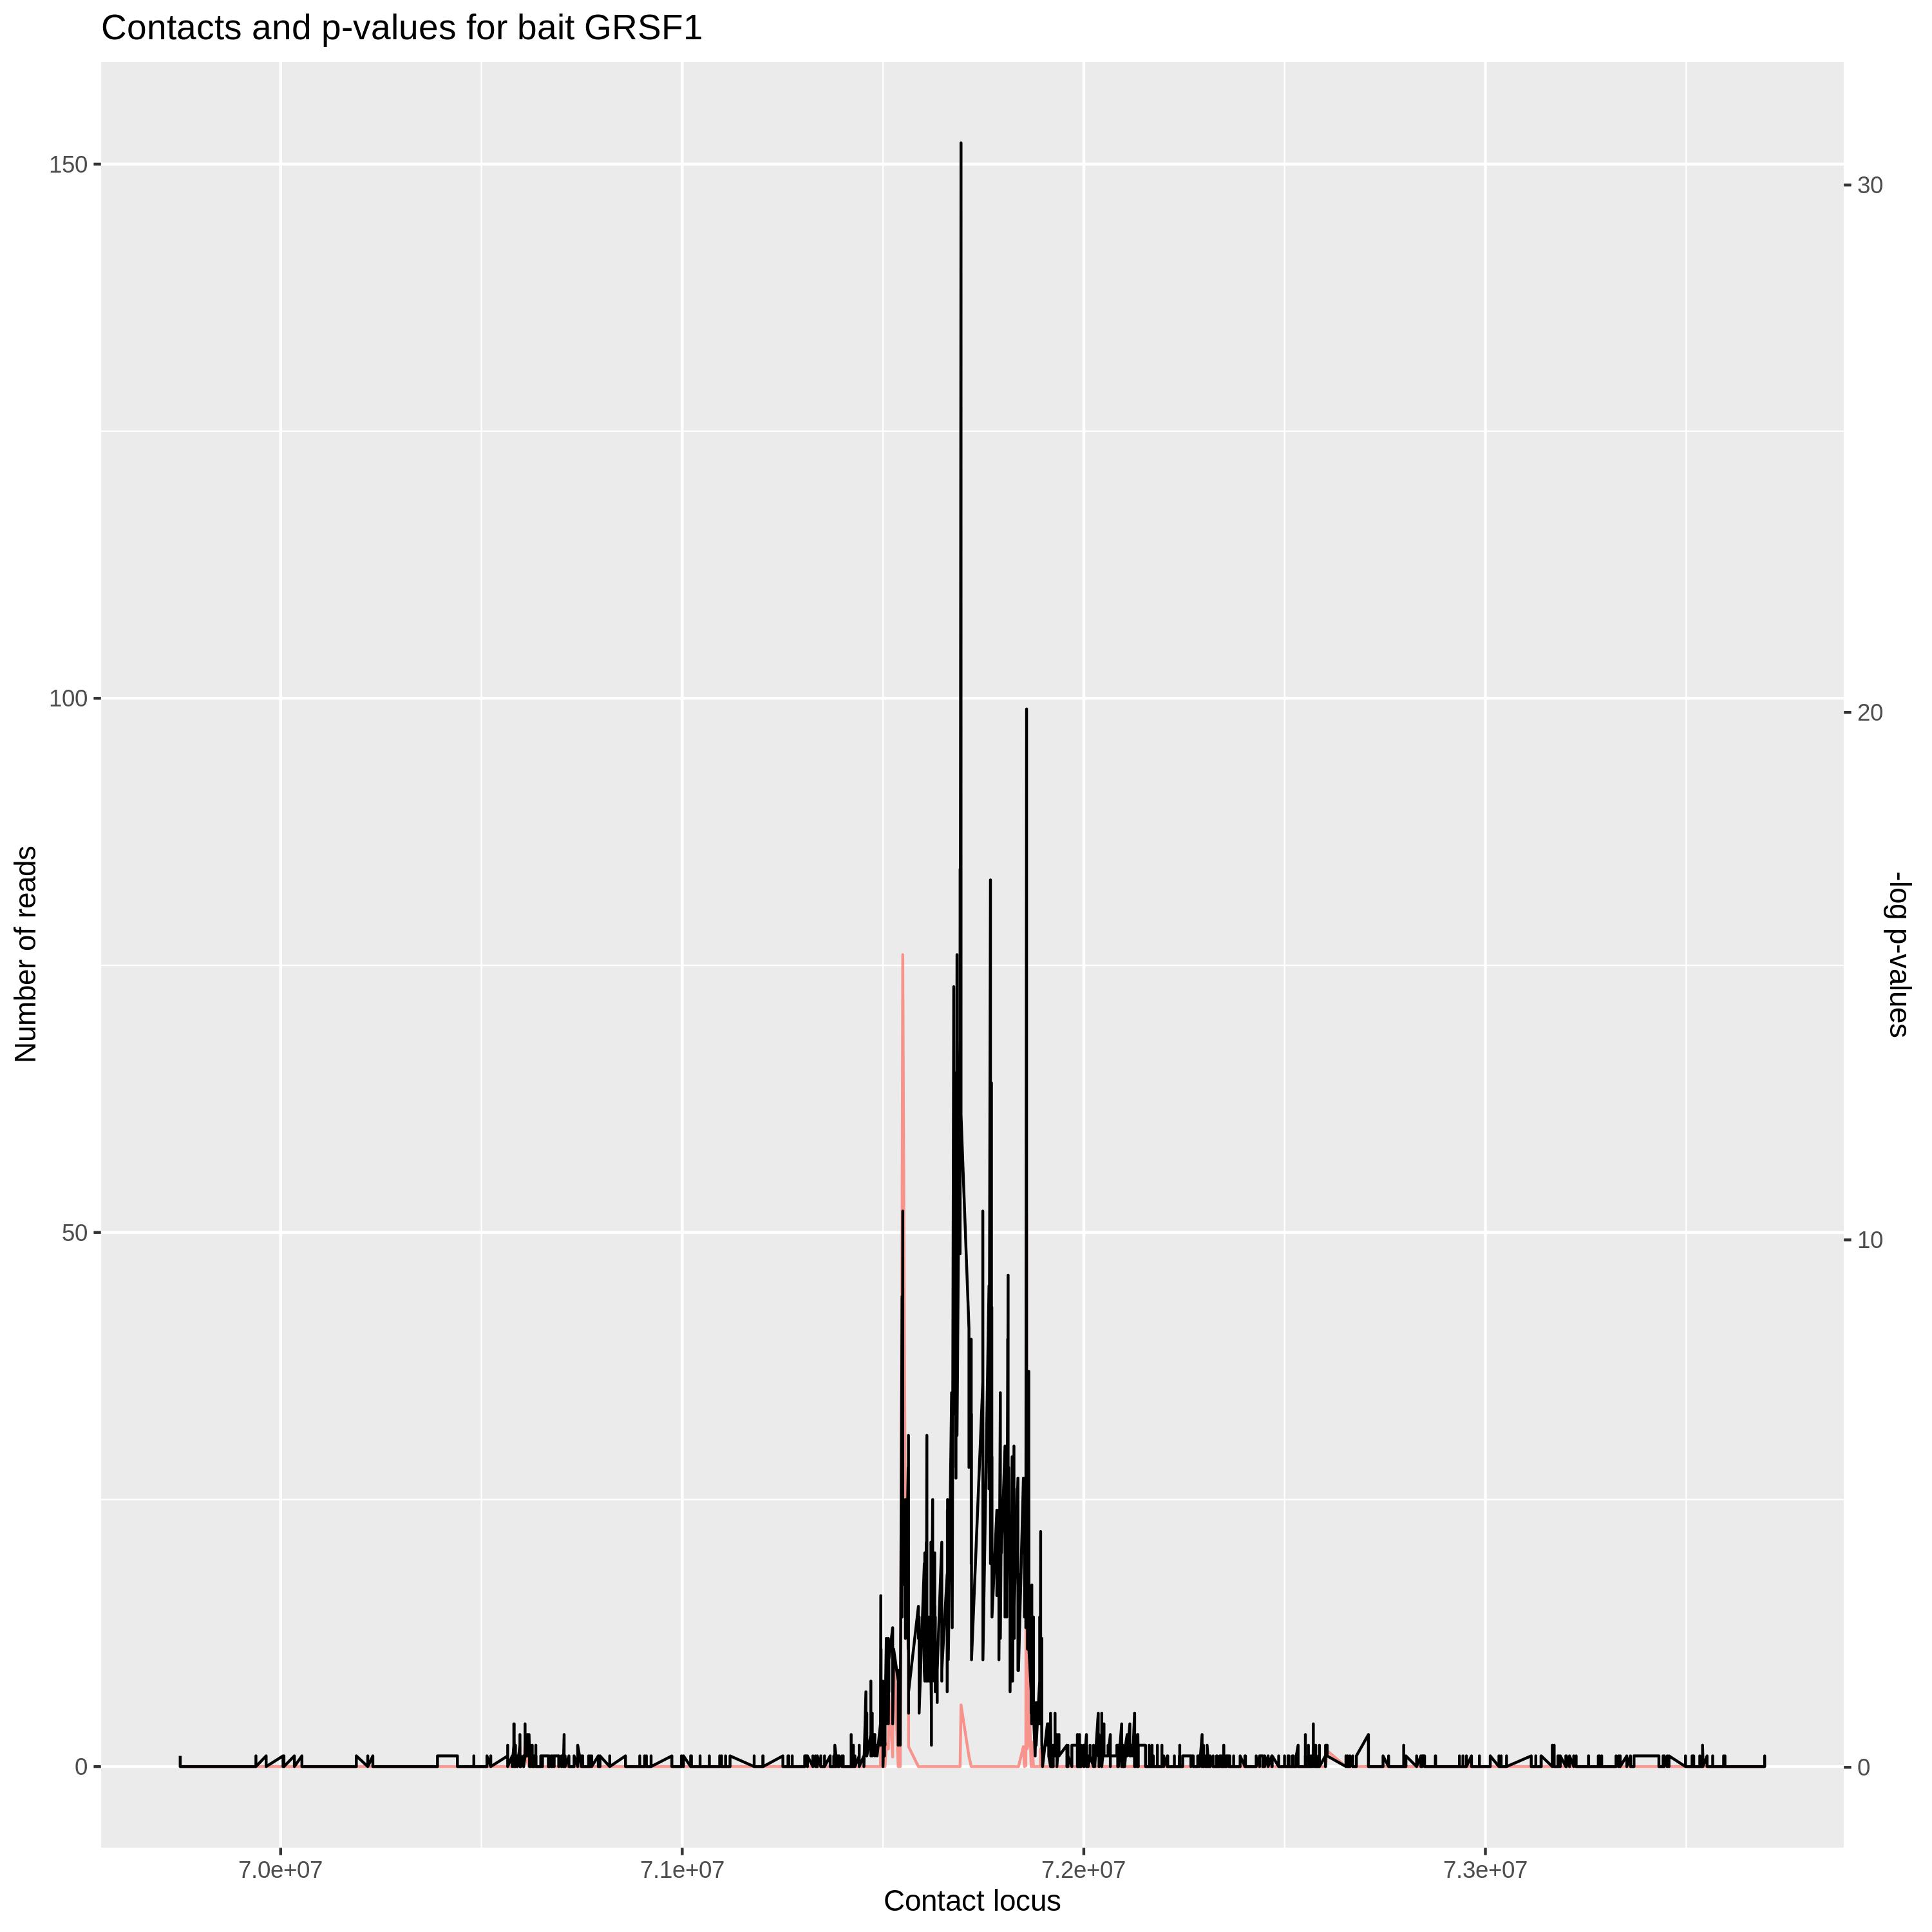 Contacts and p-values for bait GRSF1
150
100
50
0
Number of reads
30
20
10
0
-log p-values
7.0e+07
7.1e+07
7.2e+07
7.3e+07
Contact locus